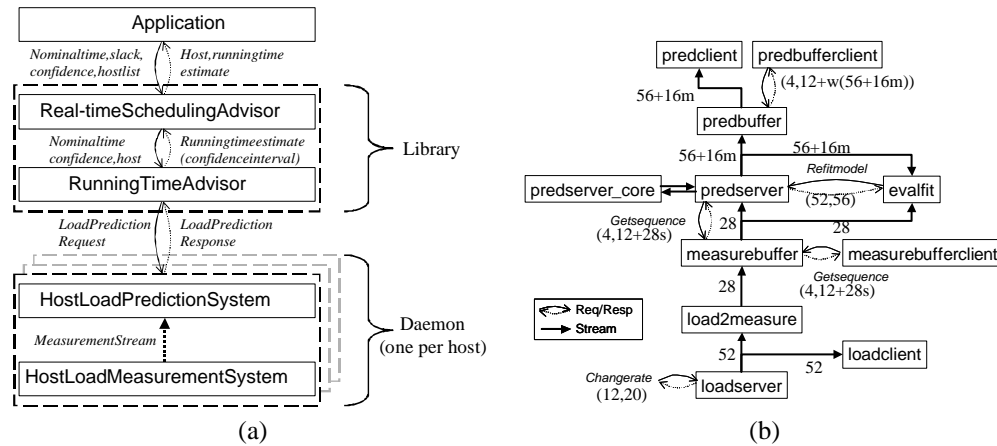 Application
Nominaltime,slack,
confidence,hostlist
Host,runningtime
estimate
Real-timeSchedulingAdvisor
Nominaltime
confidence,host
Runningtimeestimate
(confidenceinterval)
RunningTimeAdvisor
Library
LoadPrediction
Request
LoadPrediction
Response
HostLoadPredictionSystem
MeasurementStream
HostLoadMeasurementSystem
Daemon
(one per host)
(a)
predclient
predbufferclient
56+16m
(4,12+w(56+16m))
predbuffer
56+16m
56+16m
Refitmodel
predserver_core
predserver
evalfit
(52,56)
Getsequence
(4,12+28s)
28
28
measurebuffer
measurebufferclient
Getsequence
(4,12+28s)
28
Req/Resp
Stream
load2measure
52
loadclient
52
Changerate
(12,20)
loadserver
(b)